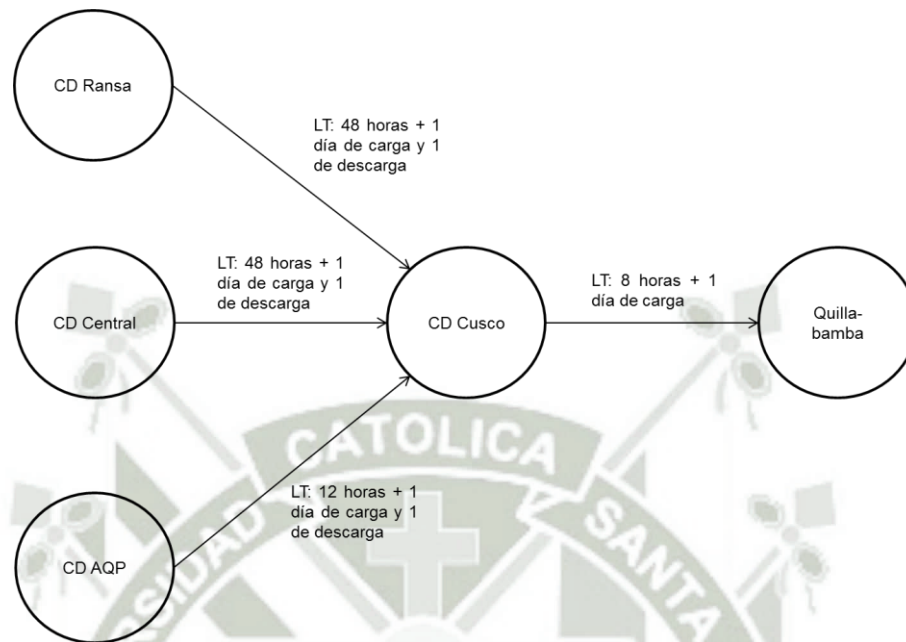 CD Ransa
LT: 48 horas + 1
día de carga y 1
de descarga
LT: 48 horas + 1
día de carga y 1
de descarga
LT: 8 horas + 1
día de carga
CD Central
CD Cusco
Quilla-
bamba
CATOLICA
SANTA
RSIDAD
LT: 12 horas + 1
día de carga y 1
de descarga
CD AQP